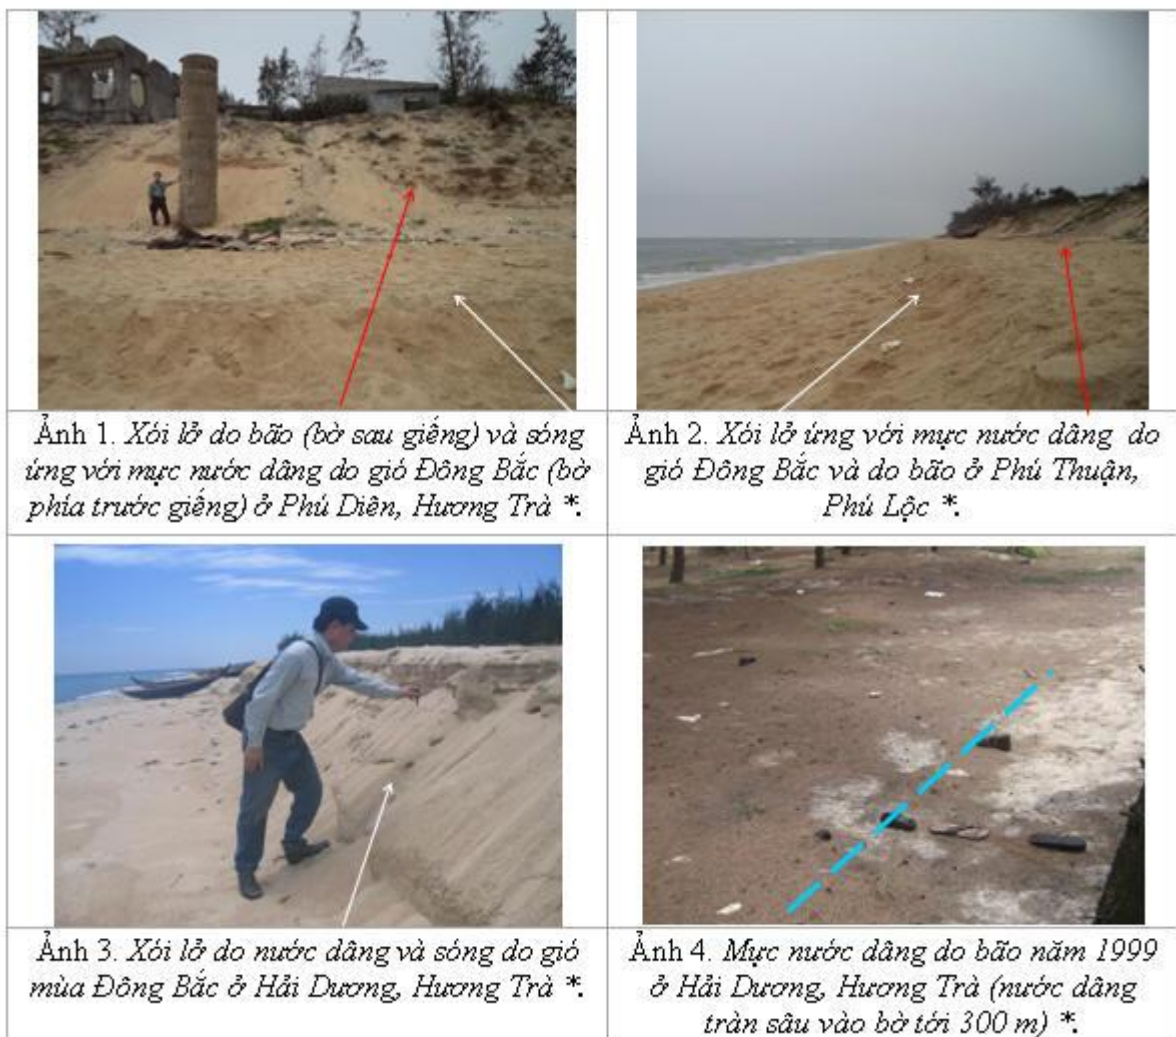 Ảnh 1. Xói lở do bão (bờ sau giếng) và sóng
ứng với mực nước dâng do gió Đông Bắc (bờ
phía trước giếng) ở Phú Diên, Hương Trà *.
Ảnh 2. Xói lở ứng với mực nước dâng do
gió Đông Bắc và do bão ở Phú Thuận,
Phú Lộc *.
Ảnh 3. Xói lở do nước dâng và sóng do gió
mùa Đông Bắc ở Hải Dương, Hương Trà *.
Ảnh 4. Mực nước dâng do bão năm 1999
ở Hải Dương, Hương Trà (nước dâng
tràn sâu vào bờ tới 300 m) *.